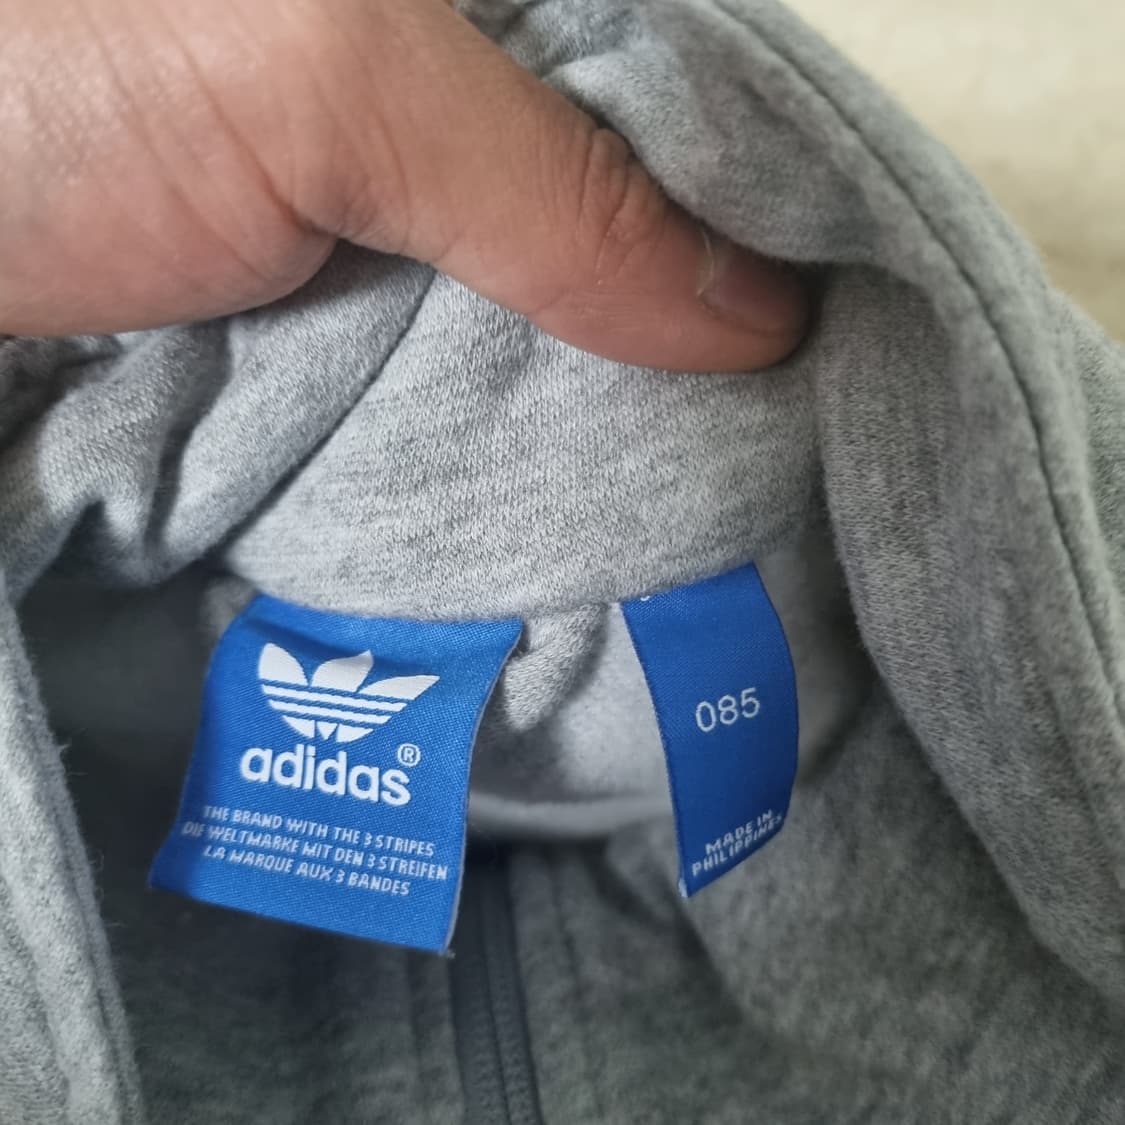 adidas®
THE BRAND WITH THE 3 STRIPES
DIE WELTMARKE MIT DEN 3 STREIFEN
LA MARQUE AUX 3 BANDES
085
MADE IN
PHILIPPINES